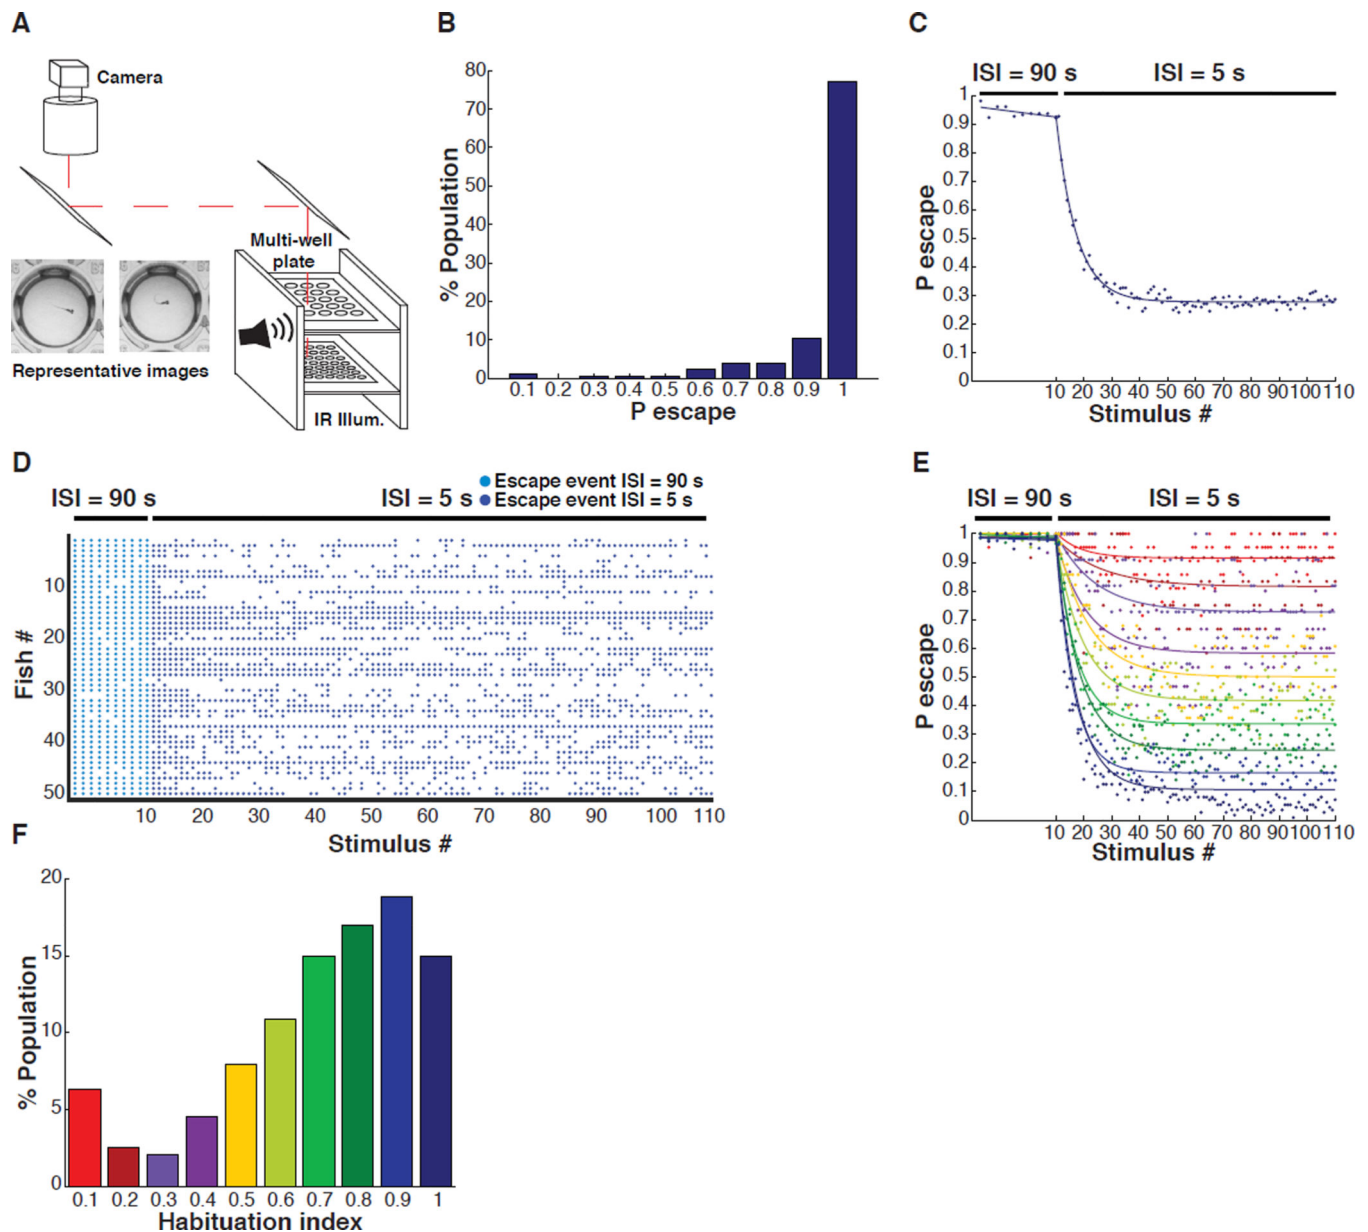 A
Camera
Multi-well
plate
Representative images
IR Illum.
B
% Population
80
70
60
50
40
30
20
10
0
0.1 0.2 0.3 0.4 0.5 0.6 0.7 0.8 0.9 1
P escape
C
ISI = 90 s ISI = 5 s
P escape
1
0.9
0.8
0.7
0.6
0.5
0.4
0.3
0.2
0.1
0
10 20 30 40 50 60 70 80 90 100 110
Stimulus #
D
Escape event ISI = 90 s
ISI = 90 s ISI = 5 s Escape event ISI = 5 s
Fish #
10
20
30
40
50
10 20 30 40 50 60 70 80 90 100 110
Stimulus #
E
ISI = 90 s ISI = 5 s
P escape
1
0.9
0.8
0.7
0.6
0.5
0.4
0.3
0.2
0.1
0
10 20 30 40 50 60 70 80 90 100 110
Stimulus #
F
% Population
20
15
10
5
0
0.1 0.2 0.3 0.4 0.5 0.6 0.7 0.8 0.9 1
Habituation index